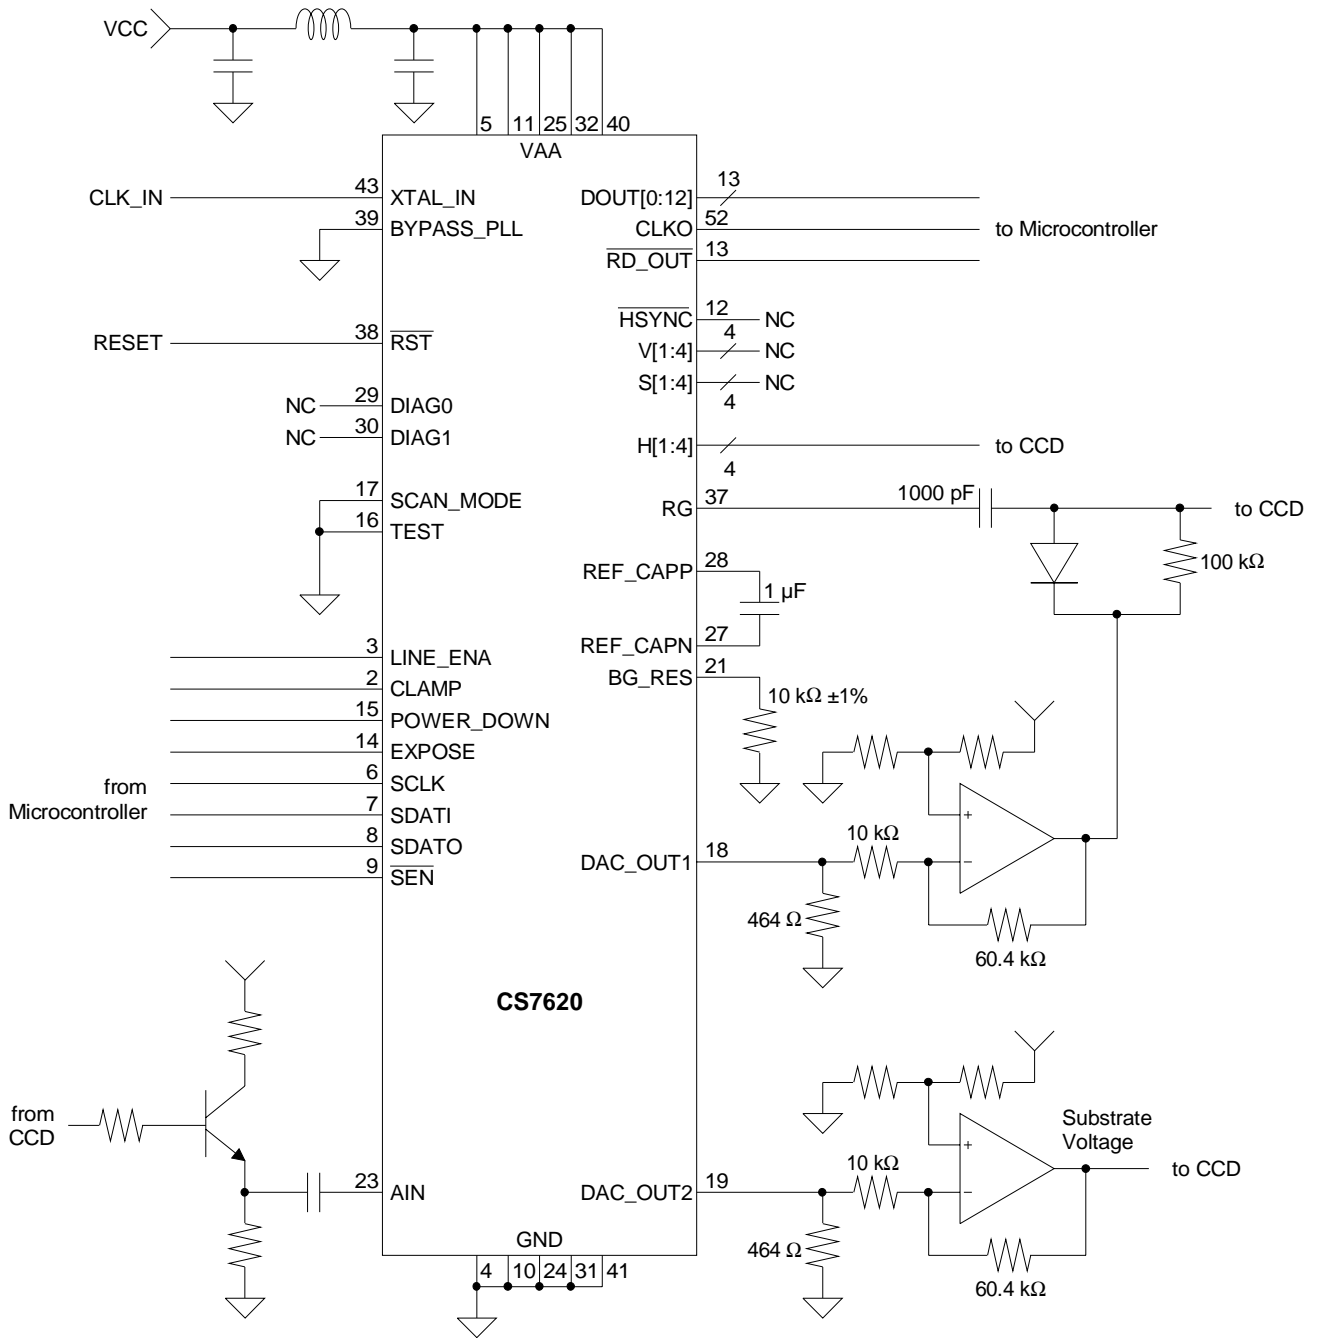 VCC
5 11 25 32 40
VAA
CLK_IN 43 XTAL_IN
39 BYPASS_PLL
RESET 38 RST
NC 29 DIAG0
NC 30 DIAG1
17 SCAN_MODE
16 TEST
3 LINE_ENA
2 CLAMP
15 POWER_DOWN
14 EXPOSE
6 SCLK
7 SDATI
8 SDATO
9 SEN
from
Microcontroller
from
CCD
23 AIN
CS7620
GND
4 10 24 31 41
DOUT[0:12] 13
CLKO 52 to Microcontroller
RD_OUT 13
HSYNC 12 NC
V[1:4] 4 NC
S[1:4] 4 NC
H[1:4] 4 to CCD
RG 37 1000 pF to CCD
100 kΩ
REF_CAPP 28
1 µF
REF_CAPN 27
BG_RES 21
10 kΩ ±1%
+
DAC_OUT1 18 10 kΩ −
464 Ω
60.4 kΩ
Substrate
Voltage
+
to CCD
DAC_OUT2 19 10 kΩ −
464 Ω
60.4 kΩ